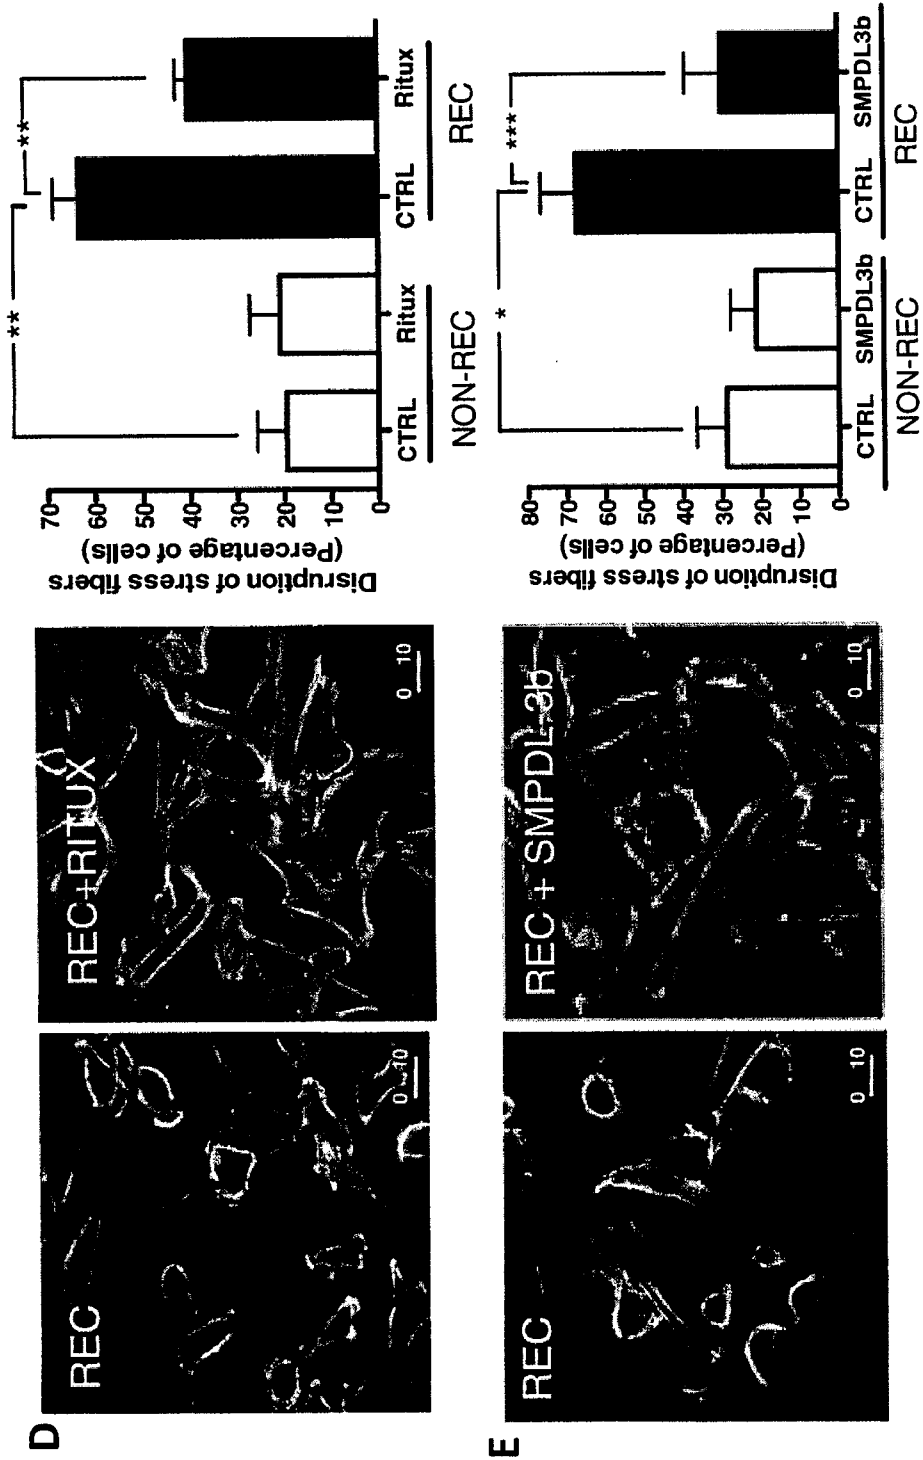 D
REC
0 10
REC+RITUX
0 10
Disruption of stress fibers
(Percentage of cells)
70
60
50
40
30
20
10
0
**
**
CTRL
Ritux
CTRL
Ritux
NON-REC
REC
E
REC
0 10
REC + SMPDL-3b
0 10
Disruption of stress fibers
(Percentage of cells)
80
70
60
50
40
30
20
10
0
*
***
CTRL
SMPDL3b
CTRL
SMPDL3b
NON-REC
REC